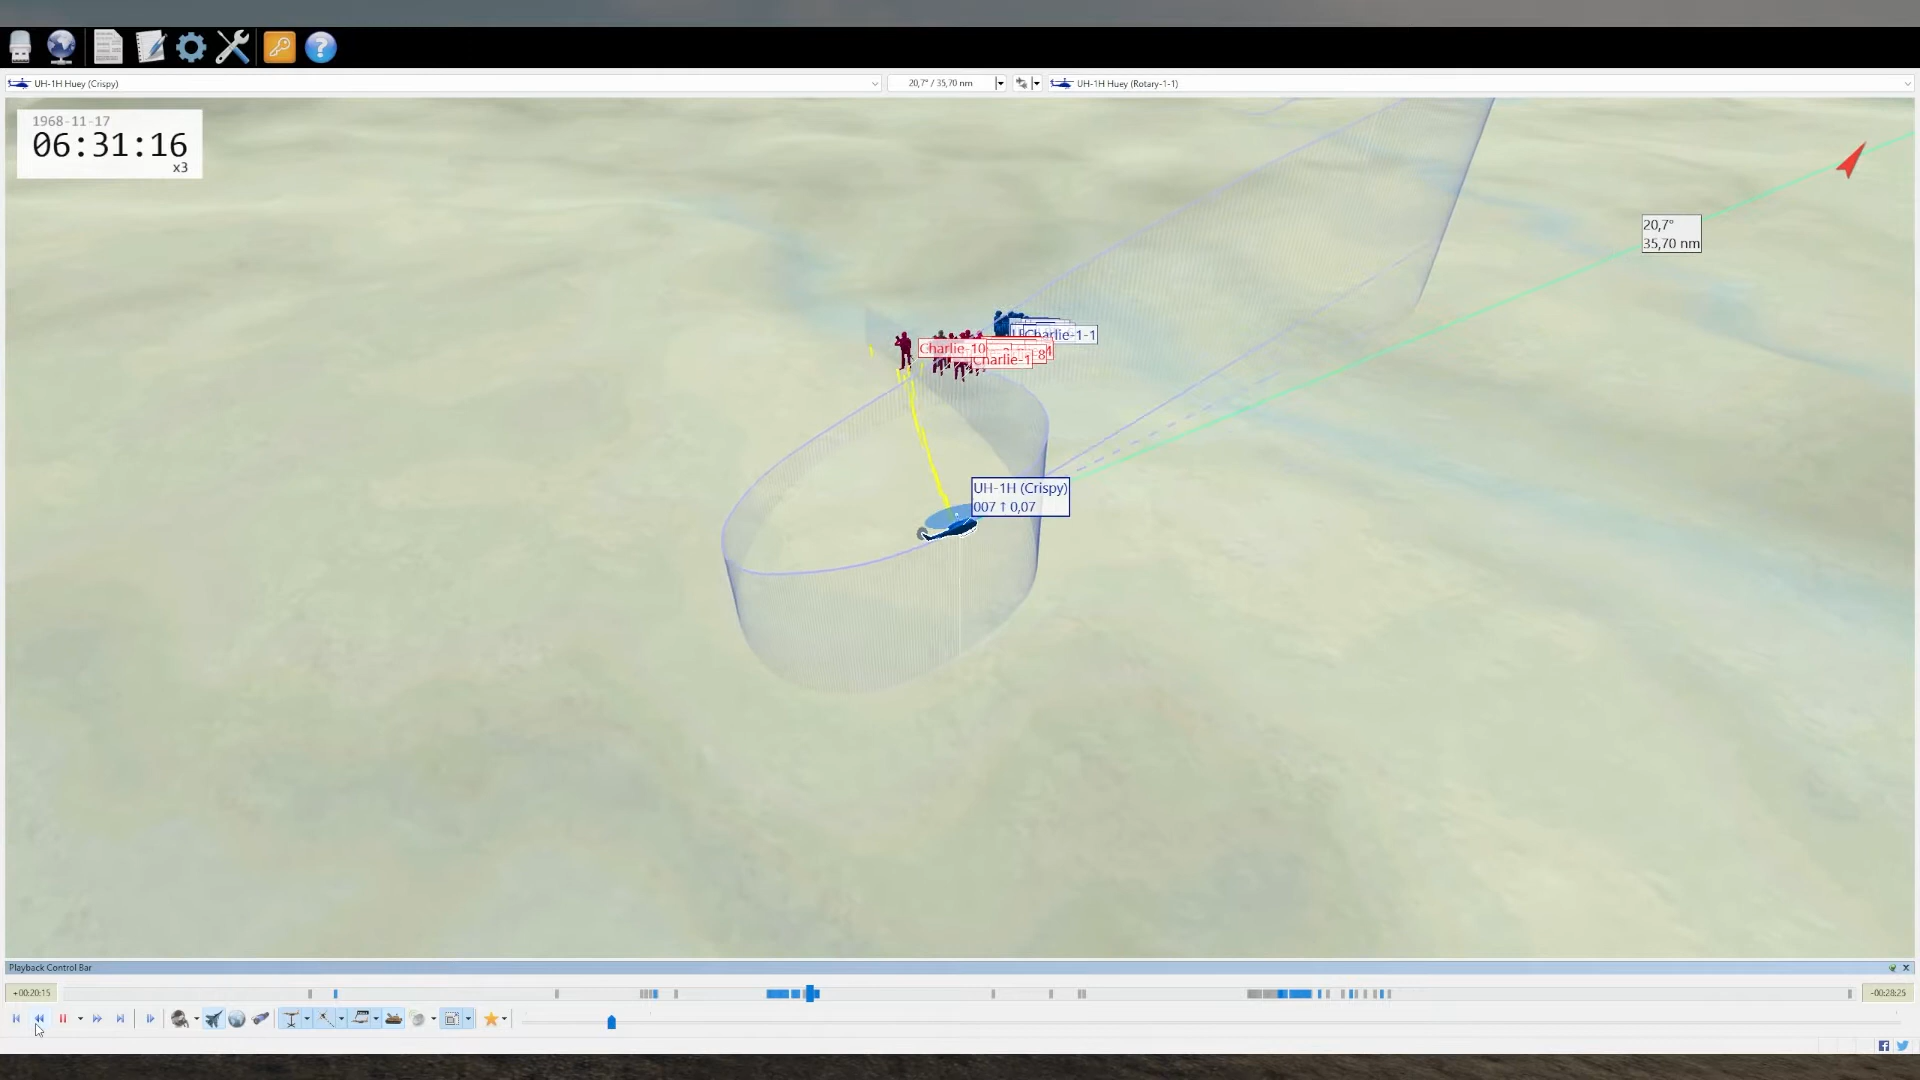 UH-1H Huey (Crispy)
20,7° / 35,70 nm
UH-1H Huey (Rotary-1-1)
1968-11-17
06:31:16
x3
20,7°
35,70 nm
Charlie-1-1
Charlie-10
Charlie-1
UH-1H (Crispy)
007 ↑ 0,07
Playback Control Bar
+00:20:15
-00:28:25